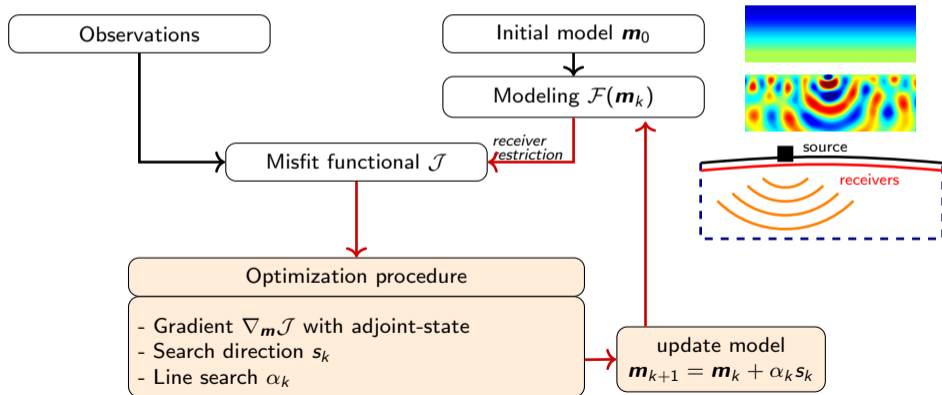 Observations
Initial model 𝒎₀
Modeling ℱ(𝒎ₖ)
receiver
restriction
Misfit functional 𝒥
source
receivers
Optimization procedure
- Gradient ∇𝒎𝒥 with adjoint-state
- Search direction 𝒔ₖ
- Line search αₖ
update model
𝒎ₖ₊₁ = 𝒎ₖ + αₖ𝒔ₖ